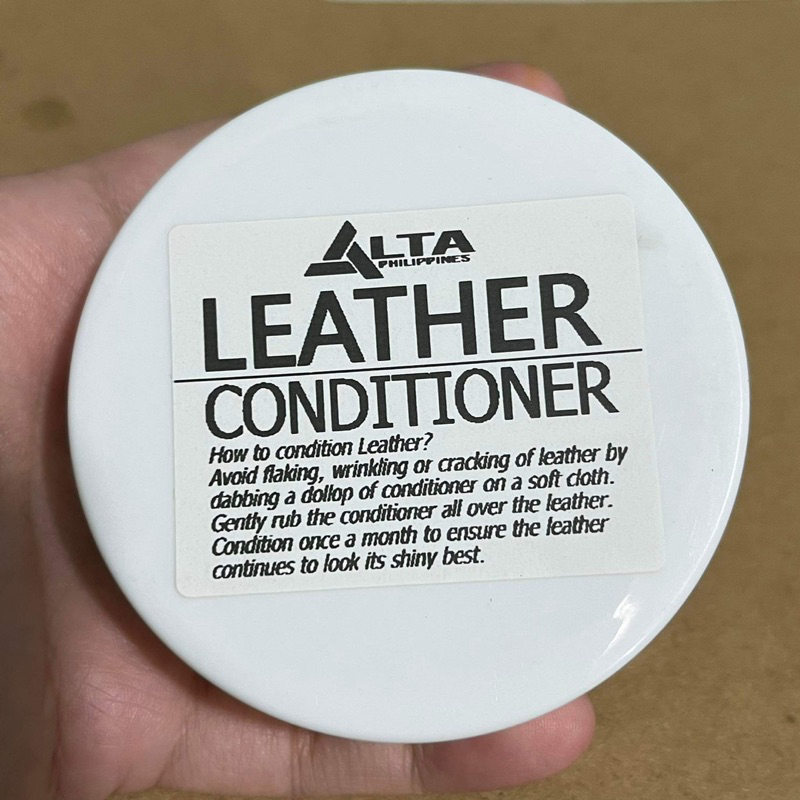 ALTA
PHILIPPINES
LEATHER
CONDITIONER
How to condition Leather?
Avoid flaking, wrinkling or cracking of leather by
dabbing a dollop of conditioner on a soft cloth.
Gently rub the conditioner all over the leather.
Condition once a month to ensure the leather
continues to look its shiny best.